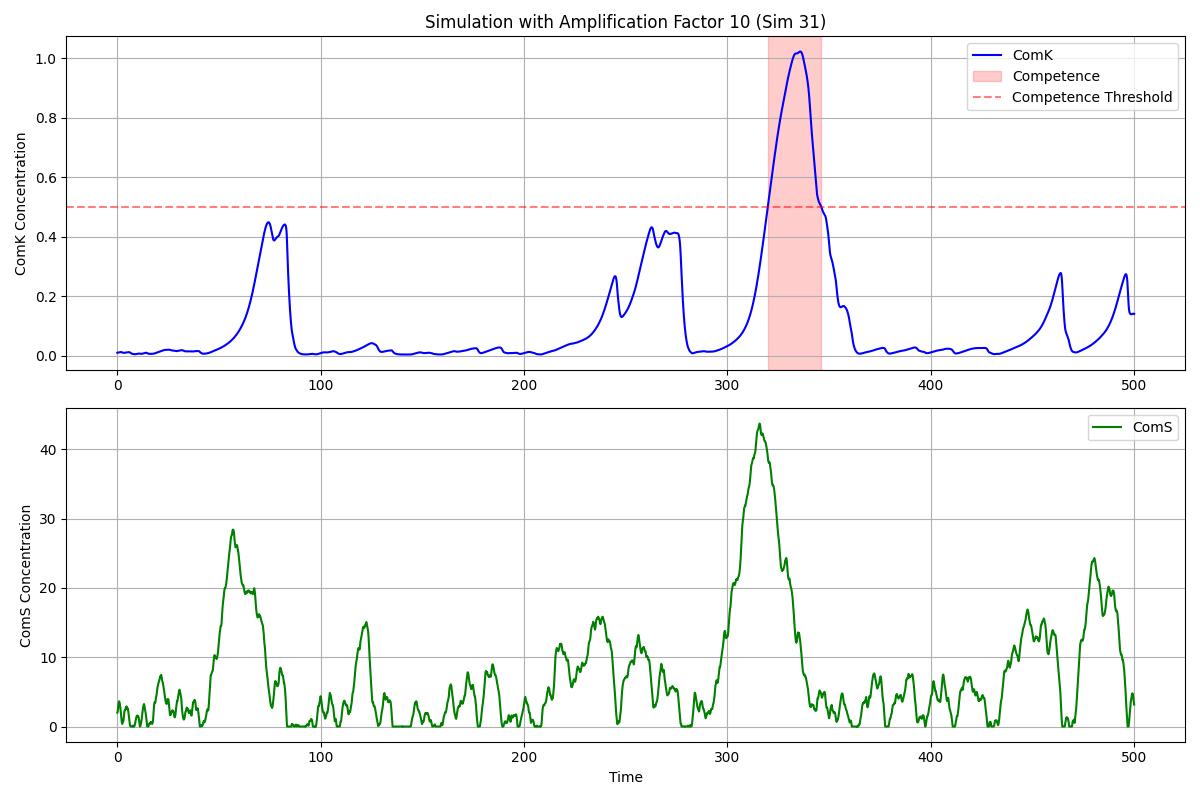 Simulation with Amplification Factor 10 (Sim 31)
ComK Concentration
1.0
0.8
0.6
0.4
0.2
0.0
ComK
Competence
Competence Threshold
0 100 200 300 400 500
ComS Concentration
40
30
20
10
0
ComS
0 100 200 300 400 500
Time